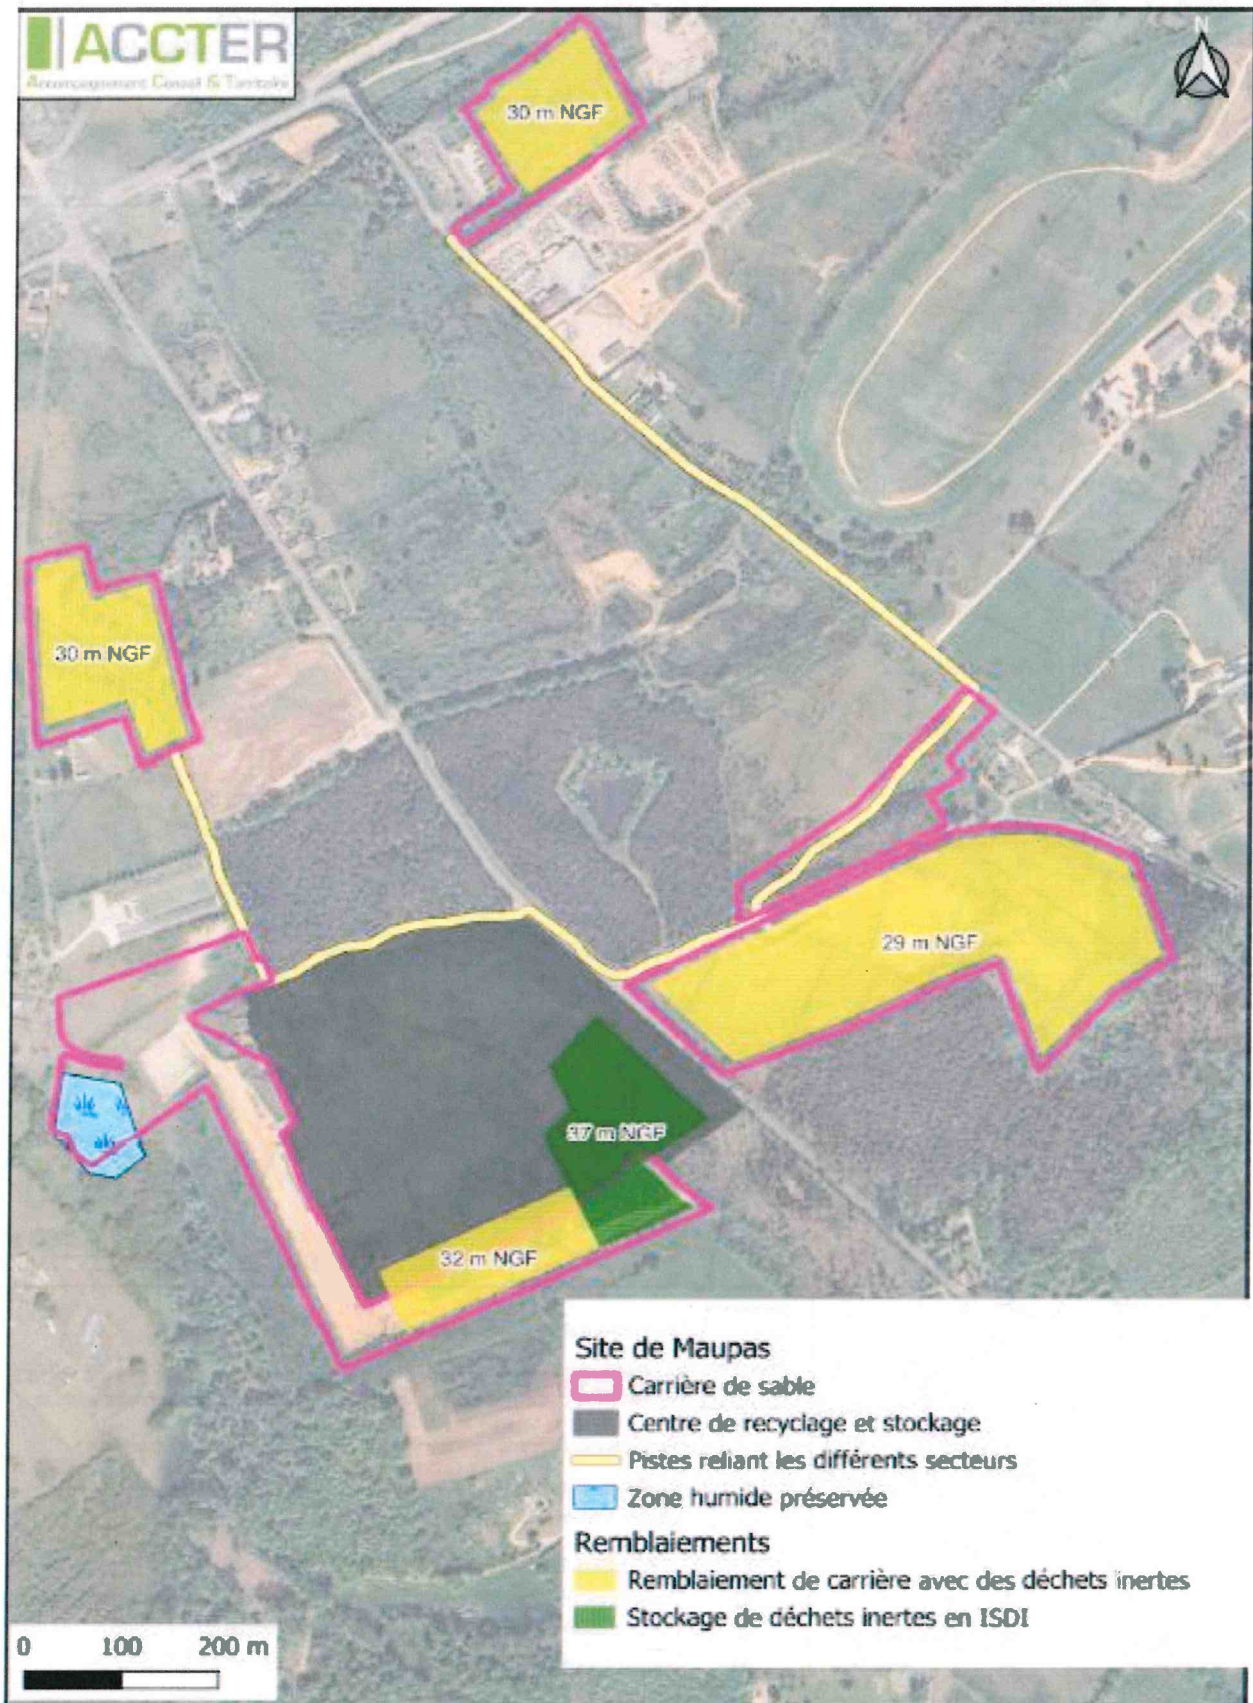 ACCTER
Accompagnement Conseil & Territoire
N
30 m NGF
30 m NGF
29 m NGF
37 m NGF
32 m NGF
Site de Maupas
Carrière de sable
Centre de recyclage et stockage
Pistes reliant les différents secteurs
Zone humide préservée
Remblaiements
Remblaiement de carrière avec des déchets inertes
Stockage de déchets inertes en ISDI
0 100 200 m